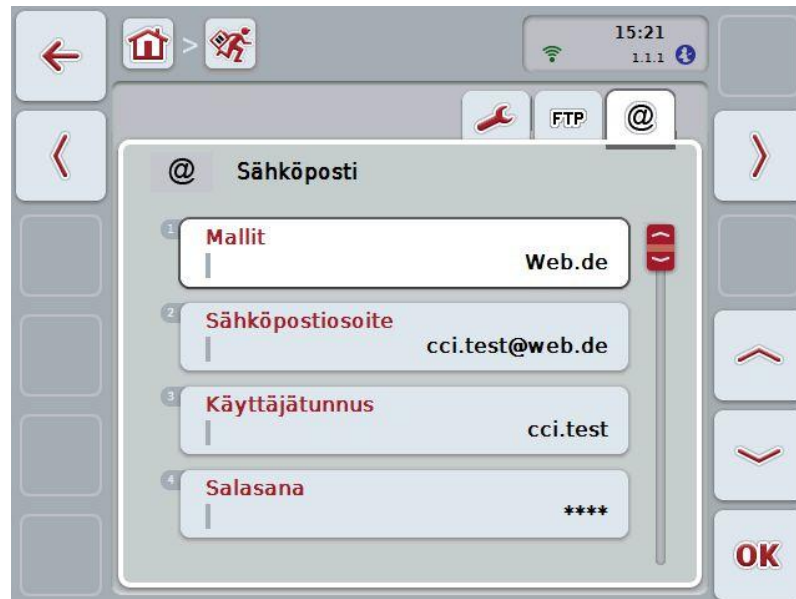 >
15:21
1.1.1
FTP
@
@ Sähköposti
1
Mallit
Web.de
2
Sähköpostiosoite
cci.test@web.de
3
Käyttäjätunnus
cci.test
4
Salasana
****
OK